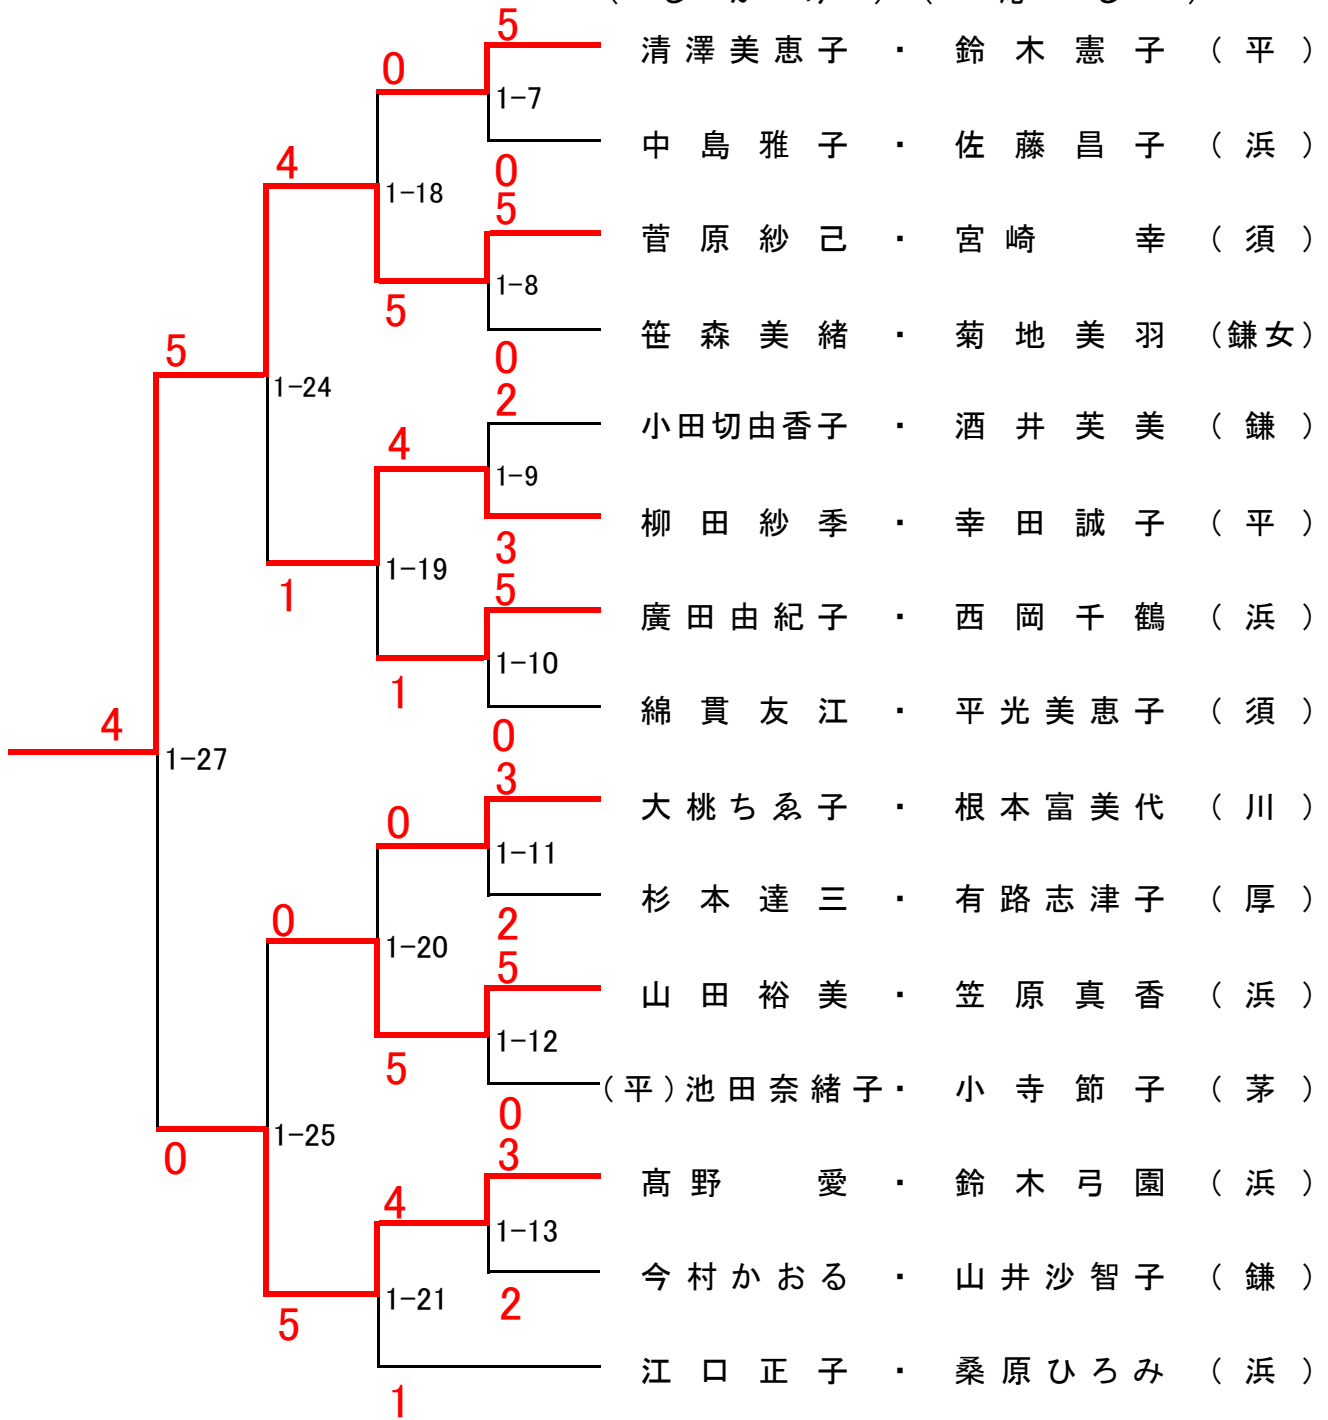 5
清澤美恵子 ・ 鈴木憲子 (平)
0
1-7
中島雅子 ・ 佐藤昌子 (浜)
4
0
1-18
5
菅原紗己 ・ 宮崎 幸 (須)
1-8
5
笹森美緒 ・ 菊地美羽 (鎌女)
5
0
1-24
2
小田切由香子 ・ 酒井芙美 (鎌)
4
1-9
柳田紗季 ・ 幸田誠子 (平)
3
1-19
1
5
廣田由紀子 ・ 西岡千鶴 (浜)
1-10
1
綿貫友江 ・ 平光美恵子 (須)
4
0
1-27
3
大桃ちゑ子 ・ 根本富美代 (川)
0
1-11
杉本達三 ・ 有路志津子 (厚)
0
2
1-20
5
山田裕美 ・ 笠原真香 (浜)
1-12
5
(平)池田奈緒子・ 小寺節子 (茅)
0
1-25
0
3
髙野 愛 ・ 鈴木弓園 (浜)
4
1-13
今村かおる ・ 山井沙智子 (鎌)
1-21
2
5
江口正子 ・ 桑原ひろみ (浜)
1